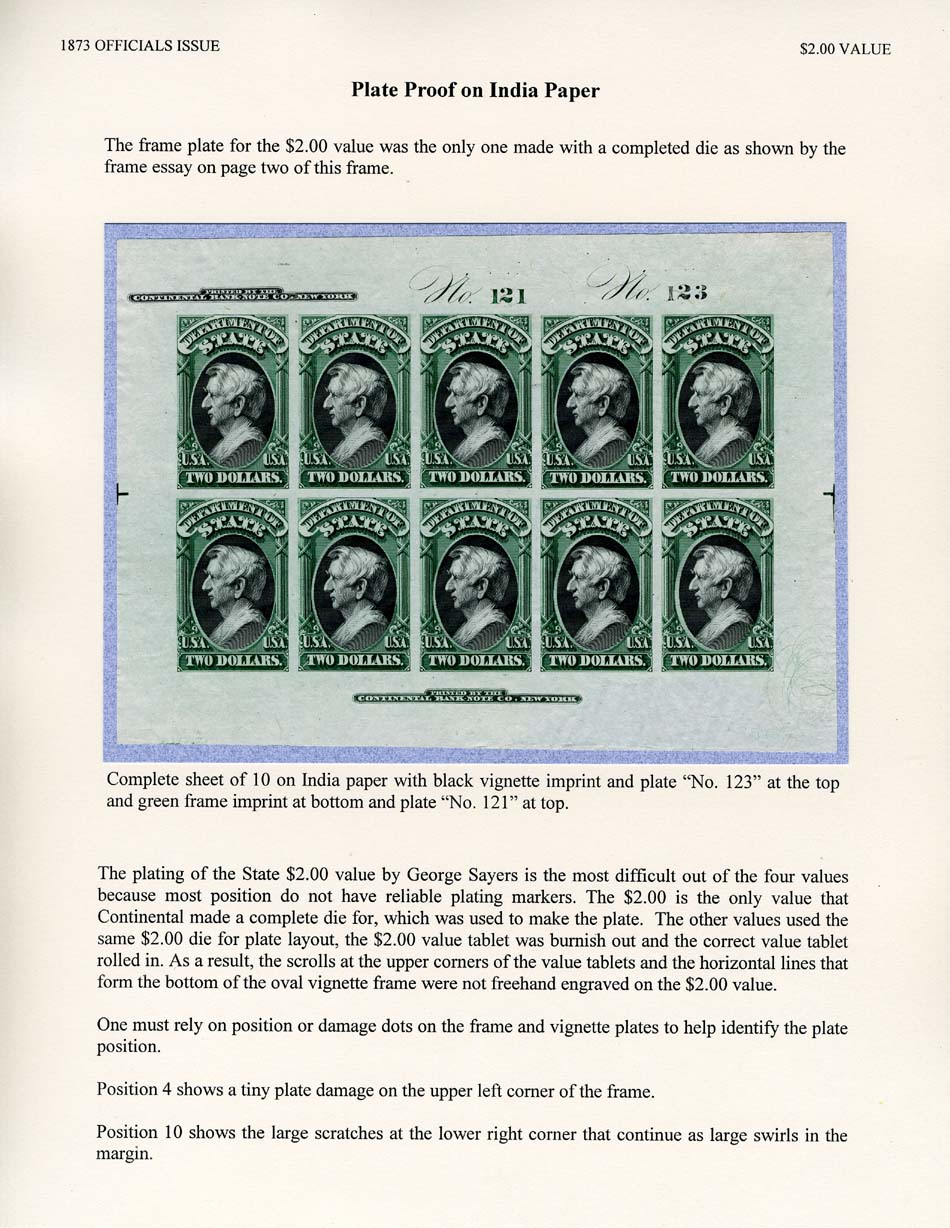 1873 OFFICIALS ISSUE
$2.00 VALUE
Plate Proof on India Paper
The frame plate for the $2.00 value was the only one made with a completed die as shown by the
frame essay on page two of this frame.
No. 121 No. 123
PRINTED BY THE
CONTINENTAL BANK NOTE CO. NEW YORK
DEPARTMENT OF DEPARTMENT OF DEPARTMENT OF DEPARTMENT OF DEPARTMENT OF
STATE STATE STATE STATE STATE
U.S.A. U.S.A. U.S.A. U.S.A. U.S.A. U.S.A. U.S.A. U.S.A. U.S.A. U.S.A.
TWO DOLLARS. TWO DOLLARS. TWO DOLLARS. TWO DOLLARS. TWO DOLLARS.
DEPARTMENT OF DEPARTMENT OF DEPARTMENT OF DEPARTMENT OF DEPARTMENT OF
STATE STATE STATE STATE STATE
U.S.A. U.S.A. U.S.A. U.S.A. U.S.A. U.S.A. U.S.A. U.S.A. U.S.A. U.S.A.
TWO DOLLARS. TWO DOLLARS. TWO DOLLARS. TWO DOLLARS. TWO DOLLARS.
PRINTED BY THE
CONTINENTAL BANK NOTE CO. NEW YORK
Complete sheet of 10 on India paper with black vignette imprint and plate “No. 123” at the top
and green frame imprint at bottom and plate “No. 121” at top.
The plating of the State $2.00 value by George Sayers is the most difficult out of the four values
because most position do not have reliable plating markers. The $2.00 is the only value that
Continental made a complete die for, which was used to make the plate. The other values used the
same $2.00 die for plate layout, the $2.00 value tablet was burnish out and the correct value tablet
rolled in. As a result, the scrolls at the upper corners of the value tablets and the horizontal lines that
form the bottom of the oval vignette frame were not freehand engraved on the $2.00 value.
One must rely on position or damage dots on the frame and vignette plates to help identify the plate
position.
Position 4 shows a tiny plate damage on the upper left corner of the frame.
Position 10 shows the large scratches at the lower right corner that continue as large swirls in the
margin.